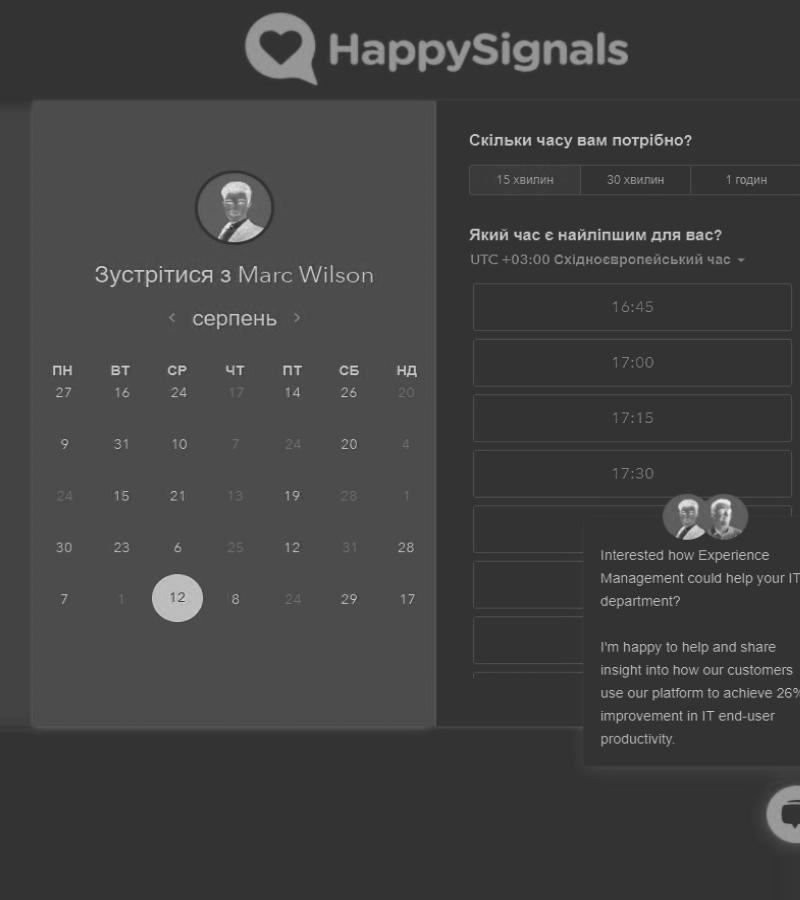 HappySignals
Зустрітися з Marc Wilson
серпень
ПН ВТ СР ЧТ ПТ СБ НД
27 16 24 17 14 26 20
9 31 10 7 24 20 4
24 15 21 13 19 28 1
30 23 6 25 12 31 28
7 1 12 8 24 29 17
Скільки часу вам потрібно?
15 хвилин 30 хвилин 1 годин
Який час є найліпшим для вас?
UTC +03:00 Східноєвропейський час
16:45
17:00
17:15
17:30
Interested how Experience
Management could help your IT
department?
I'm happy to help and share
insight into how our customers
use our platform to achieve 26%
improvement in IT end-user
productivity.